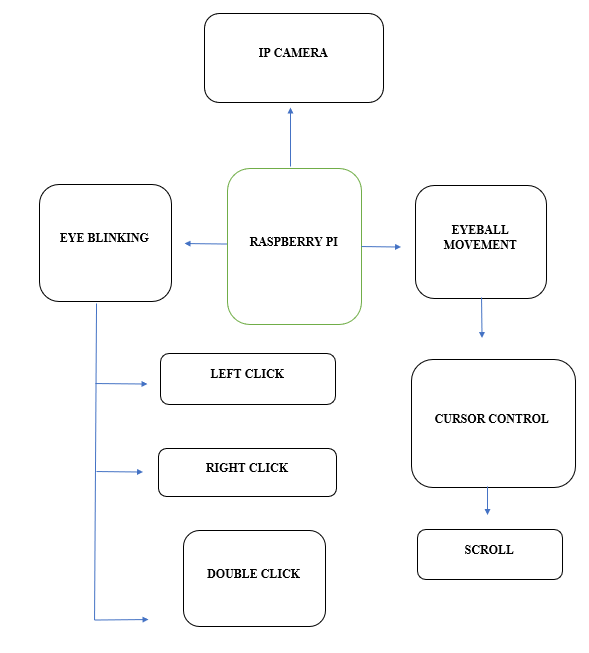 IP CAMERA
EYE BLINKING
RASPBERRY PI
EYEBALL
MOVEMENT
LEFT CLICK
RIGHT CLICK
DOUBLE CLICK
CURSOR CONTROL
SCROLL